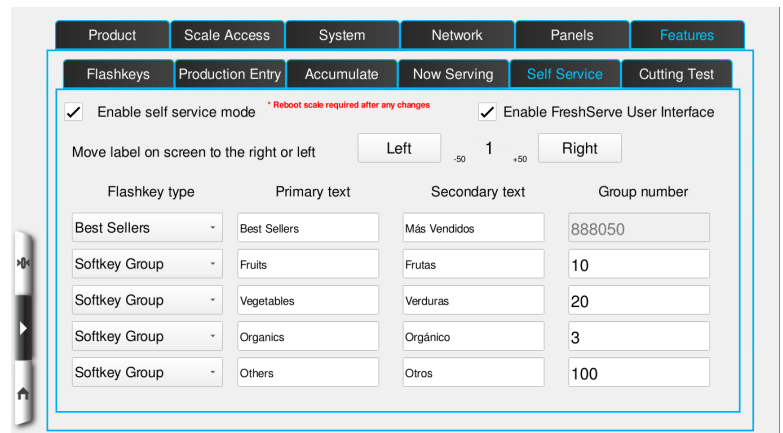 Product Scale Access System Network Panels Features
Flashkeys Production Entry Accumulate Now Serving Self Service Cutting Test
Enable self service mode * Reboot scale required after any changes Enable FreshServe User Interface
Move label on screen to the right or left Left -50 1 +50 Right
Flashkey type Primary text Secondary text Group number
Best Sellers Best Sellers Más Vendidos 888050
Softkey Group Fruits Frutas 10
Softkey Group Vegetables Verduras 20
Softkey Group Organics Orgánico 3
Softkey Group Others Otros 100
>0<